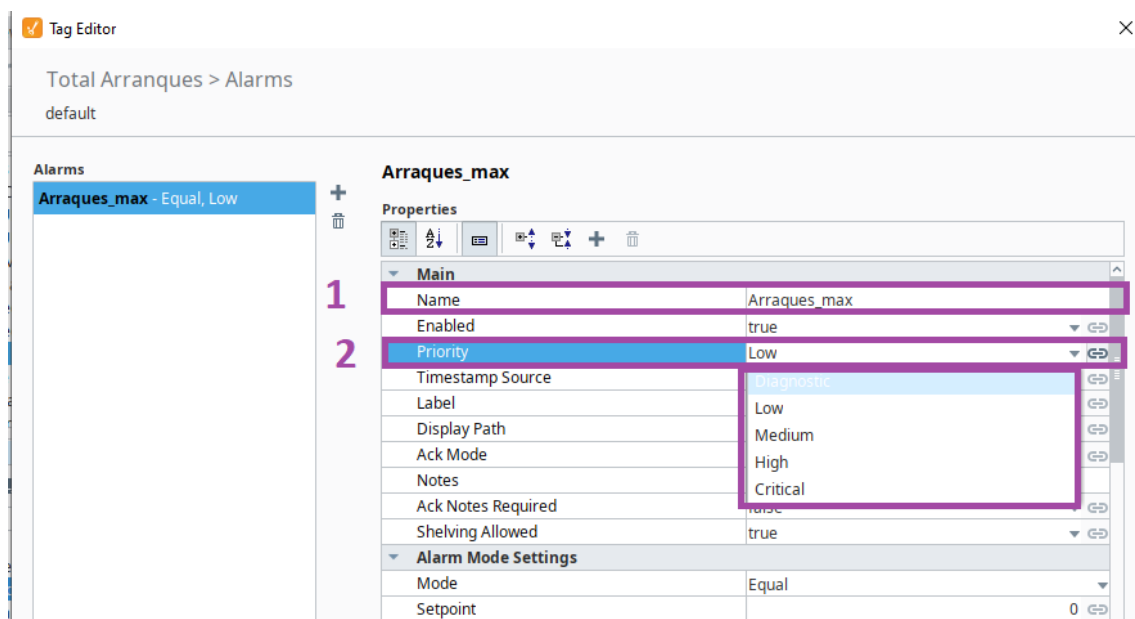 Tag Editor
Total Arranques > Alarms
default
Alarms
Arraques_max - Equal, Low
Arraques_max
Properties
Main
1
Name Arraques_max
Enabled true
2
Priority Low
Timestamp Source
Diagnostic
Label
Low
Display Path
Medium
Ack Mode
High
Notes
Critical
Ack Notes Required false
Shelving Allowed true
Alarm Mode Settings
Mode Equal
Setpoint 0